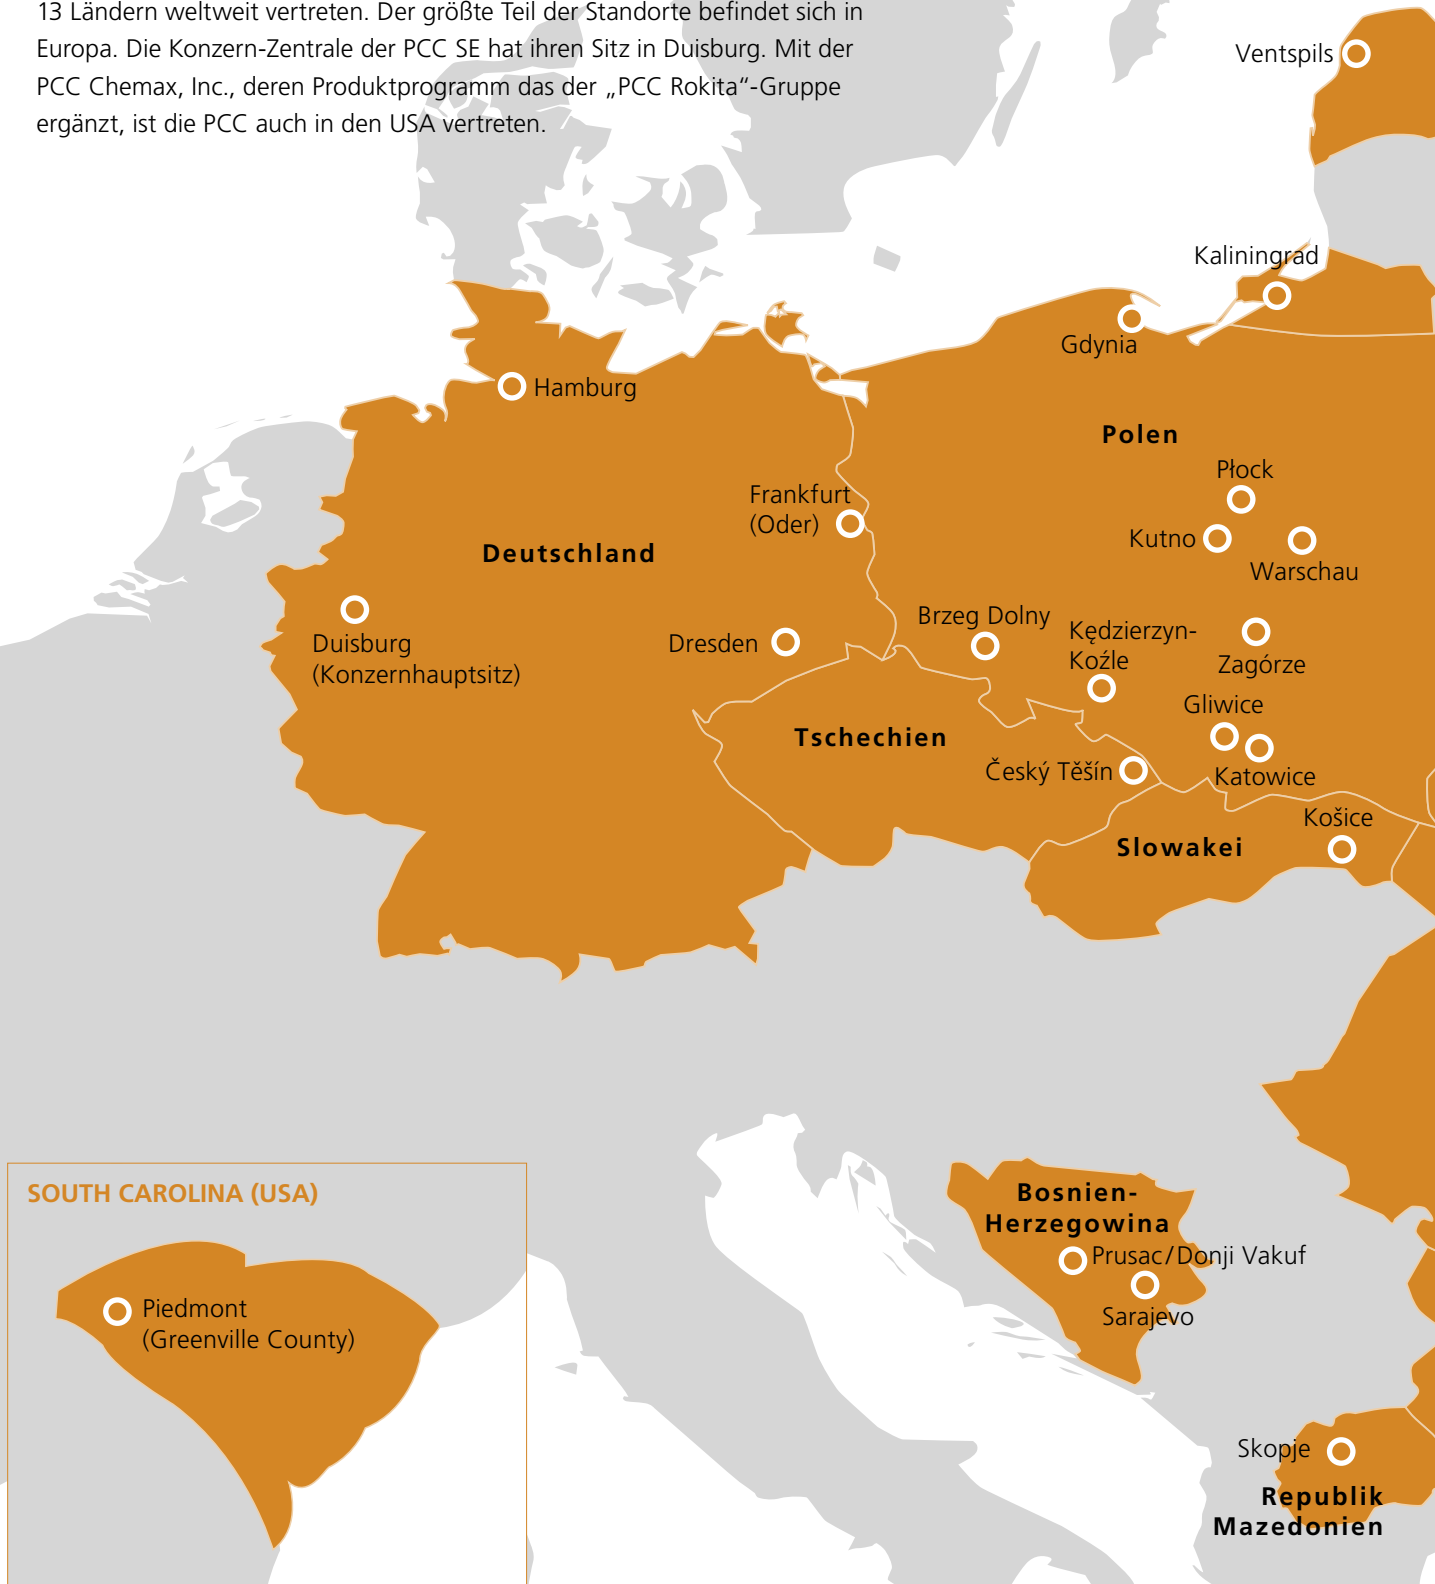 13 Ländern weltweit vertreten. Der größte Teil der Standorte befindet sich in
Europa. Die Konzern-Zentrale der PCC SE hat ihren Sitz in Duisburg. Mit der
PCC Chemax, Inc., deren Produktprogramm das der „PCC Rokita“-Gruppe
ergänzt, ist die PCC auch in den USA vertreten.
Ventspils
Kaliningrad
Gdynia
Hamburg
Polen
Płock
Frankfurt
(Oder)
Kutno
Warschau
Deutschland
Brzeg Dolny
Kędzierzyn-
Koźle
Duisburg
(Konzernhauptsitz)
Dresden
Zagórze
Gliwice
Tschechien
Český Těšín
Katowice
Košice
Slowakei
SOUTH CAROLINA (USA)
Piedmont
(Greenville County)
Bosnien-
Herzegowina
Prusac/Donji Vakuf
Sarajevo
Skopje
Republik
Mazedonien